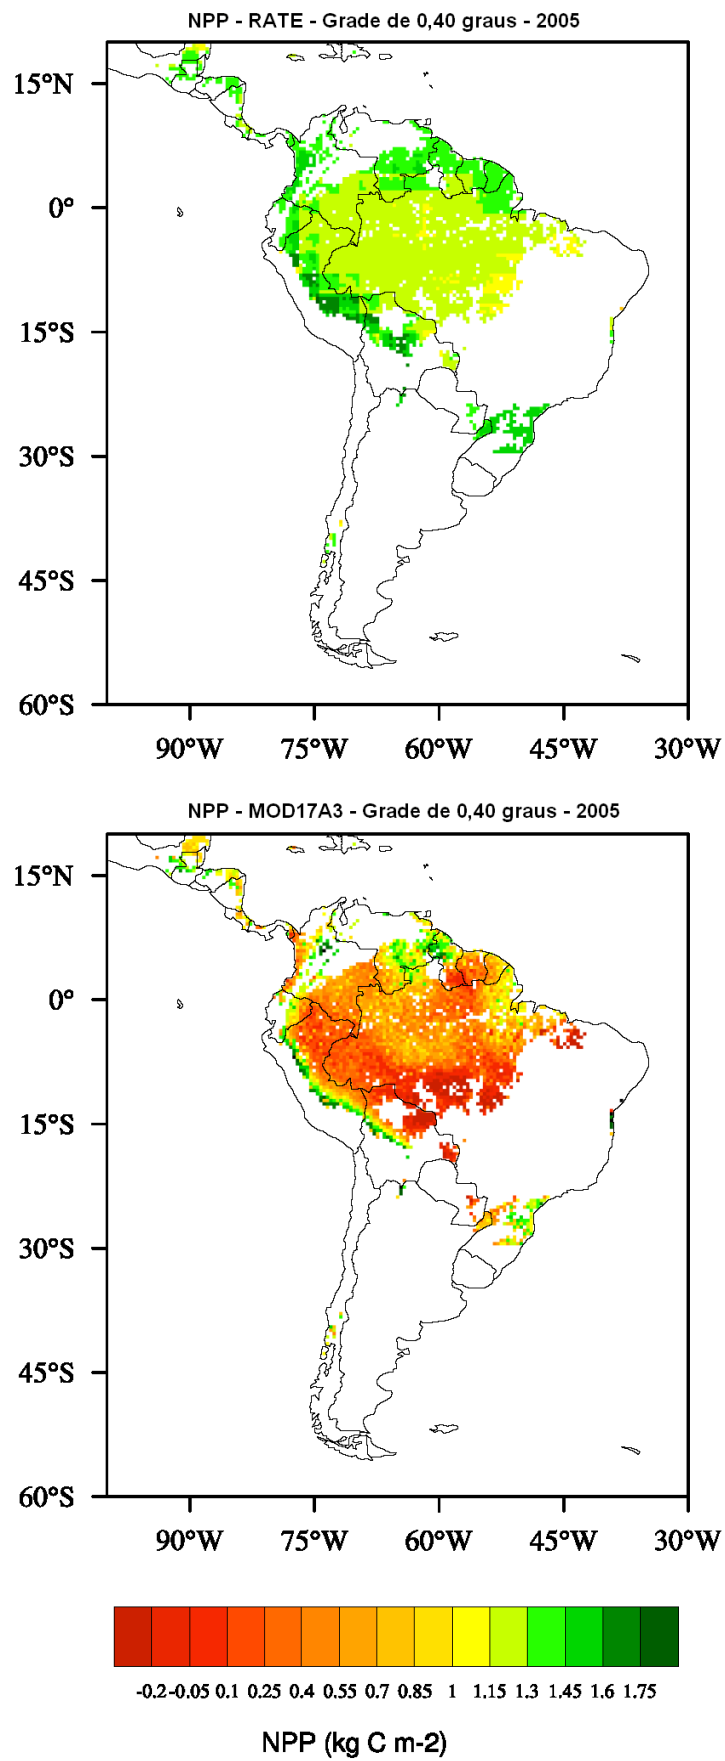 NPP - RATE - Grade de 0,40 graus - 2005
15°N
0°
15°S
30°S
45°S
60°S
90°W 75°W 60°W 45°W 30°W
NPP - MOD17A3 - Grade de 0,40 graus - 2005
15°N
0°
15°S
30°S
45°S
60°S
90°W 75°W 60°W 45°W 30°W
-0.2 -0.05 0.1 0.25 0.4 0.55 0.7 0.85 1 1.15 1.3 1.45 1.6 1.75
NPP (kg C m-2)